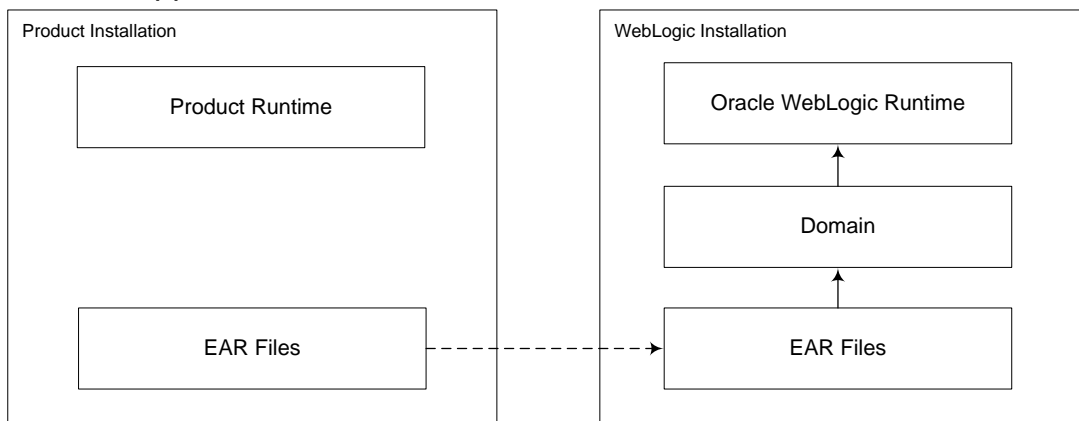 Product Installation
Product Runtime
EAR Files
WebLogic Installation
Oracle WebLogic Runtime
Domain
EAR Files